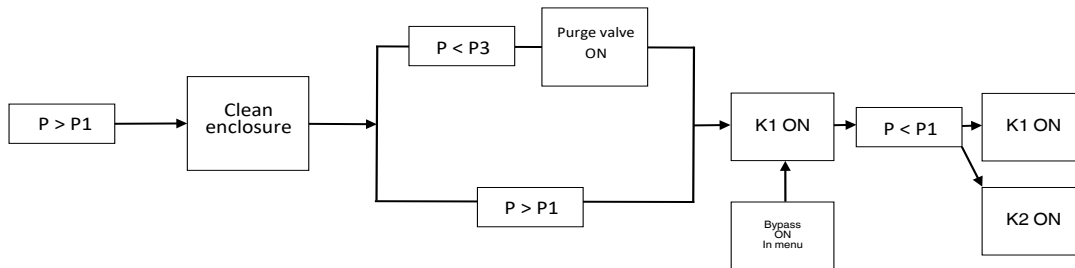 P > P1
Clean
enclosure
P < P3
Purge valve
ON
P > P1
K1 ON
Bypass
ON
In menu
P < P1
K1 ON
K2 ON